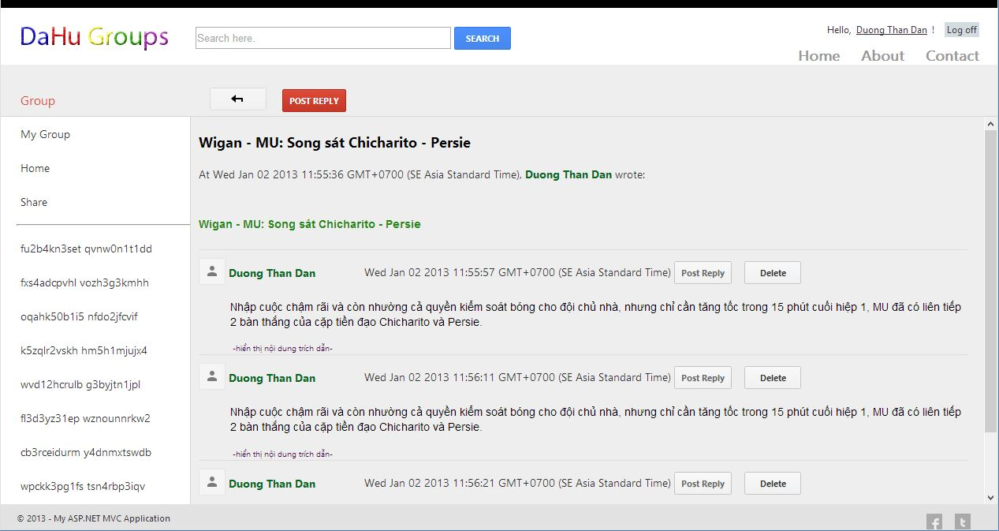 DaHu Groups
Search here.
SEARCH
Hello, Duong Than Dan ! Log off
Home About Contact
Group
POST REPLY
My Group
Home
Share
fu2b4kn3set qvnw0n1t1dd
fxs4adcpvhl vozh3g3kmhh
oqahk50b1i5 nfdo2jfcvif
k5zqlr2vskh hm5h1mjujx4
wvd12hcrulb g3byjtn1jpl
fl3d3yz31ep wznounnrkw2
cb3rceidurm y4dnmxtswdb
wpckk3pg1fs tsn4rbp3iqv
Wigan - MU: Song sát Chicharito - Persie
At Wed Jan 02 2013 11:55:36 GMT+0700 (SE Asia Standard Time), Duong Than Dan wrote:
Wigan - MU: Song sát Chicharito - Persie
Duong Than Dan Wed Jan 02 2013 11:55:57 GMT+0700 (SE Asia Standard Time) Post Reply Delete
Nhập cuộc chậm rãi và còn nhường cả quyền kiểm soát bóng cho đội chủ nhà, nhưng chỉ cần tăng tốc trong 15 phút cuối hiệp 1, MU đã có liên tiếp
2 bàn thắng của cặp tiền đạo Chicharito và Persie.
-hiển thị nội dung trích dẫn-
Duong Than Dan Wed Jan 02 2013 11:56:11 GMT+0700 (SE Asia Standard Time) Post Reply Delete
Nhập cuộc chậm rãi và còn nhường cả quyền kiểm soát bóng cho đội chủ nhà, nhưng chỉ cần tăng tốc trong 15 phút cuối hiệp 1, MU đã có liên tiếp
2 bàn thắng của cặp tiền đạo Chicharito và Persie.
-hiển thị nội dung trích dẫn-
Duong Than Dan Wed Jan 02 2013 11:56:21 GMT+0700 (SE Asia Standard Time) Post Reply Delete
© 2013 - My ASP.NET MVC Application